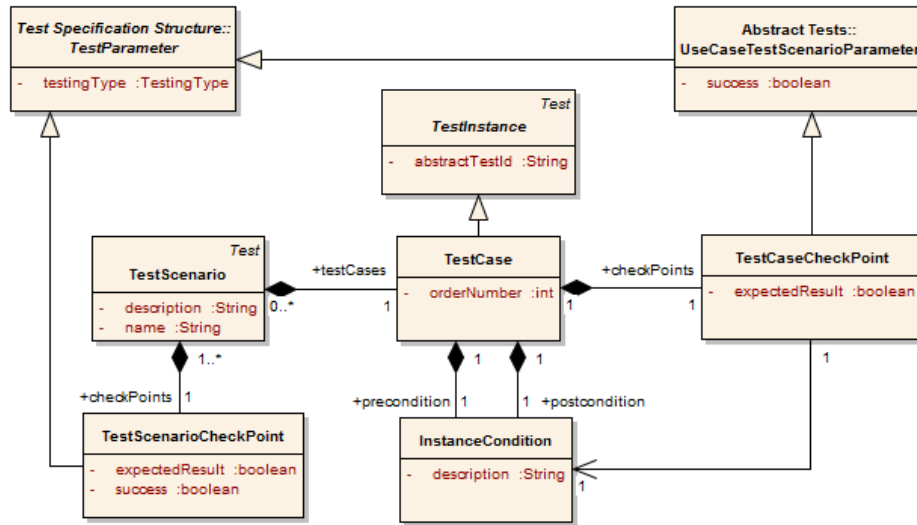 Test Specification Structure::
TestParameter
- testingType :TestingType
Abstract Tests::
UseCaseTestScenarioParameter
- success :boolean
Test
TestInstance
- abstractTestId :String
Test
TestScenario
- description :String
- name :String
+testCases
0..*
1
TestCase
- orderNumber :int
+checkPoints
1
1
TestCaseCheckPoint
- expectedResult :boolean
1..*
1
1
1
+checkPoints
1
+precondition
1
1
+postcondition
TestScenarioCheckPoint
- expectedResult :boolean
- success :boolean
InstanceCondition
- description :String
1